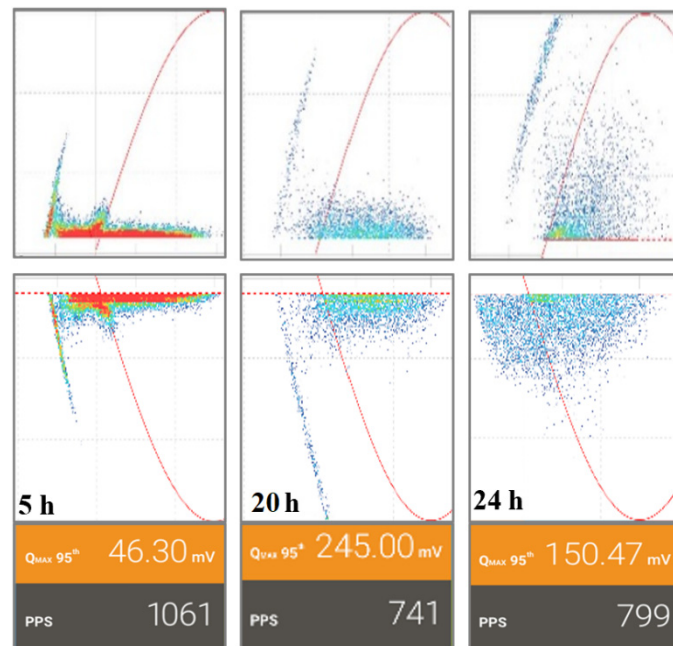 5 h
20 h
24 h
QMAX 95th 46.30 mV
QMAX 95th 245.00 mV
QMAX 95th 150.47 mV
PPS 1061
PPS 741
PPS 799